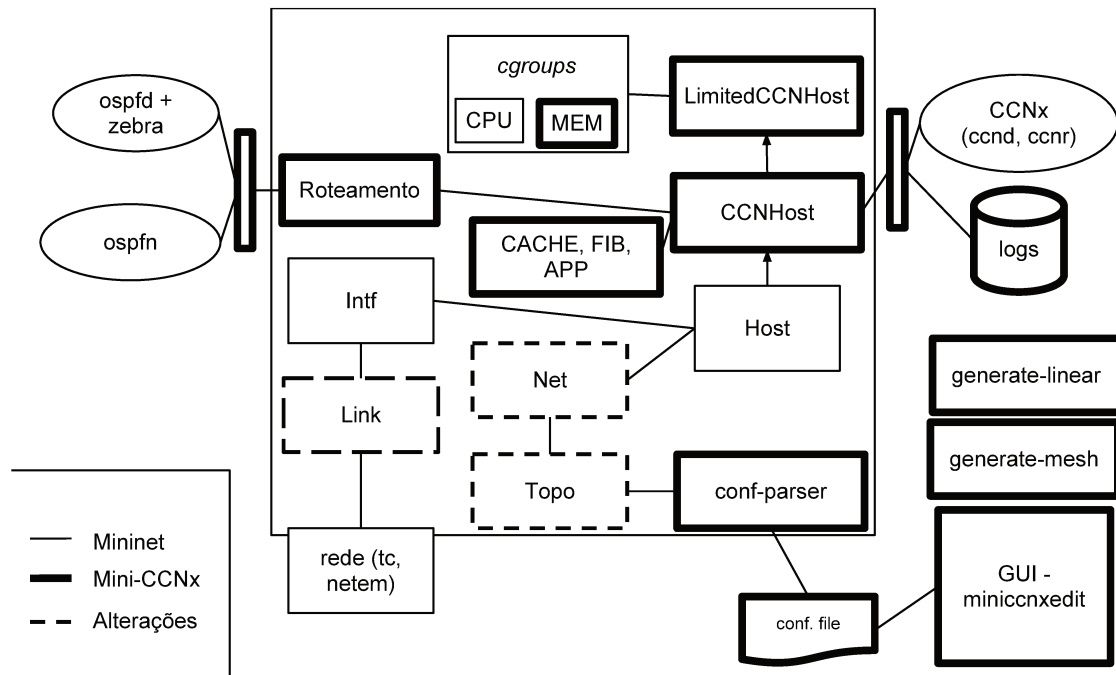 cgroups
CPU
MEM
LimitedCCNHost
ospfd +
zebra
CCNx
(ccnd, ccnr)
Roteamento
CCNHost
ospfn
CACHE, FIB,
APP
logs
Intf
Host
Net
generate-linear
Link
generate-mesh
Topo
conf-parser
rede (tc,
netem)
GUI -
miniccnxedit
conf. file
Mininet
Mini-CCNx
Alterações